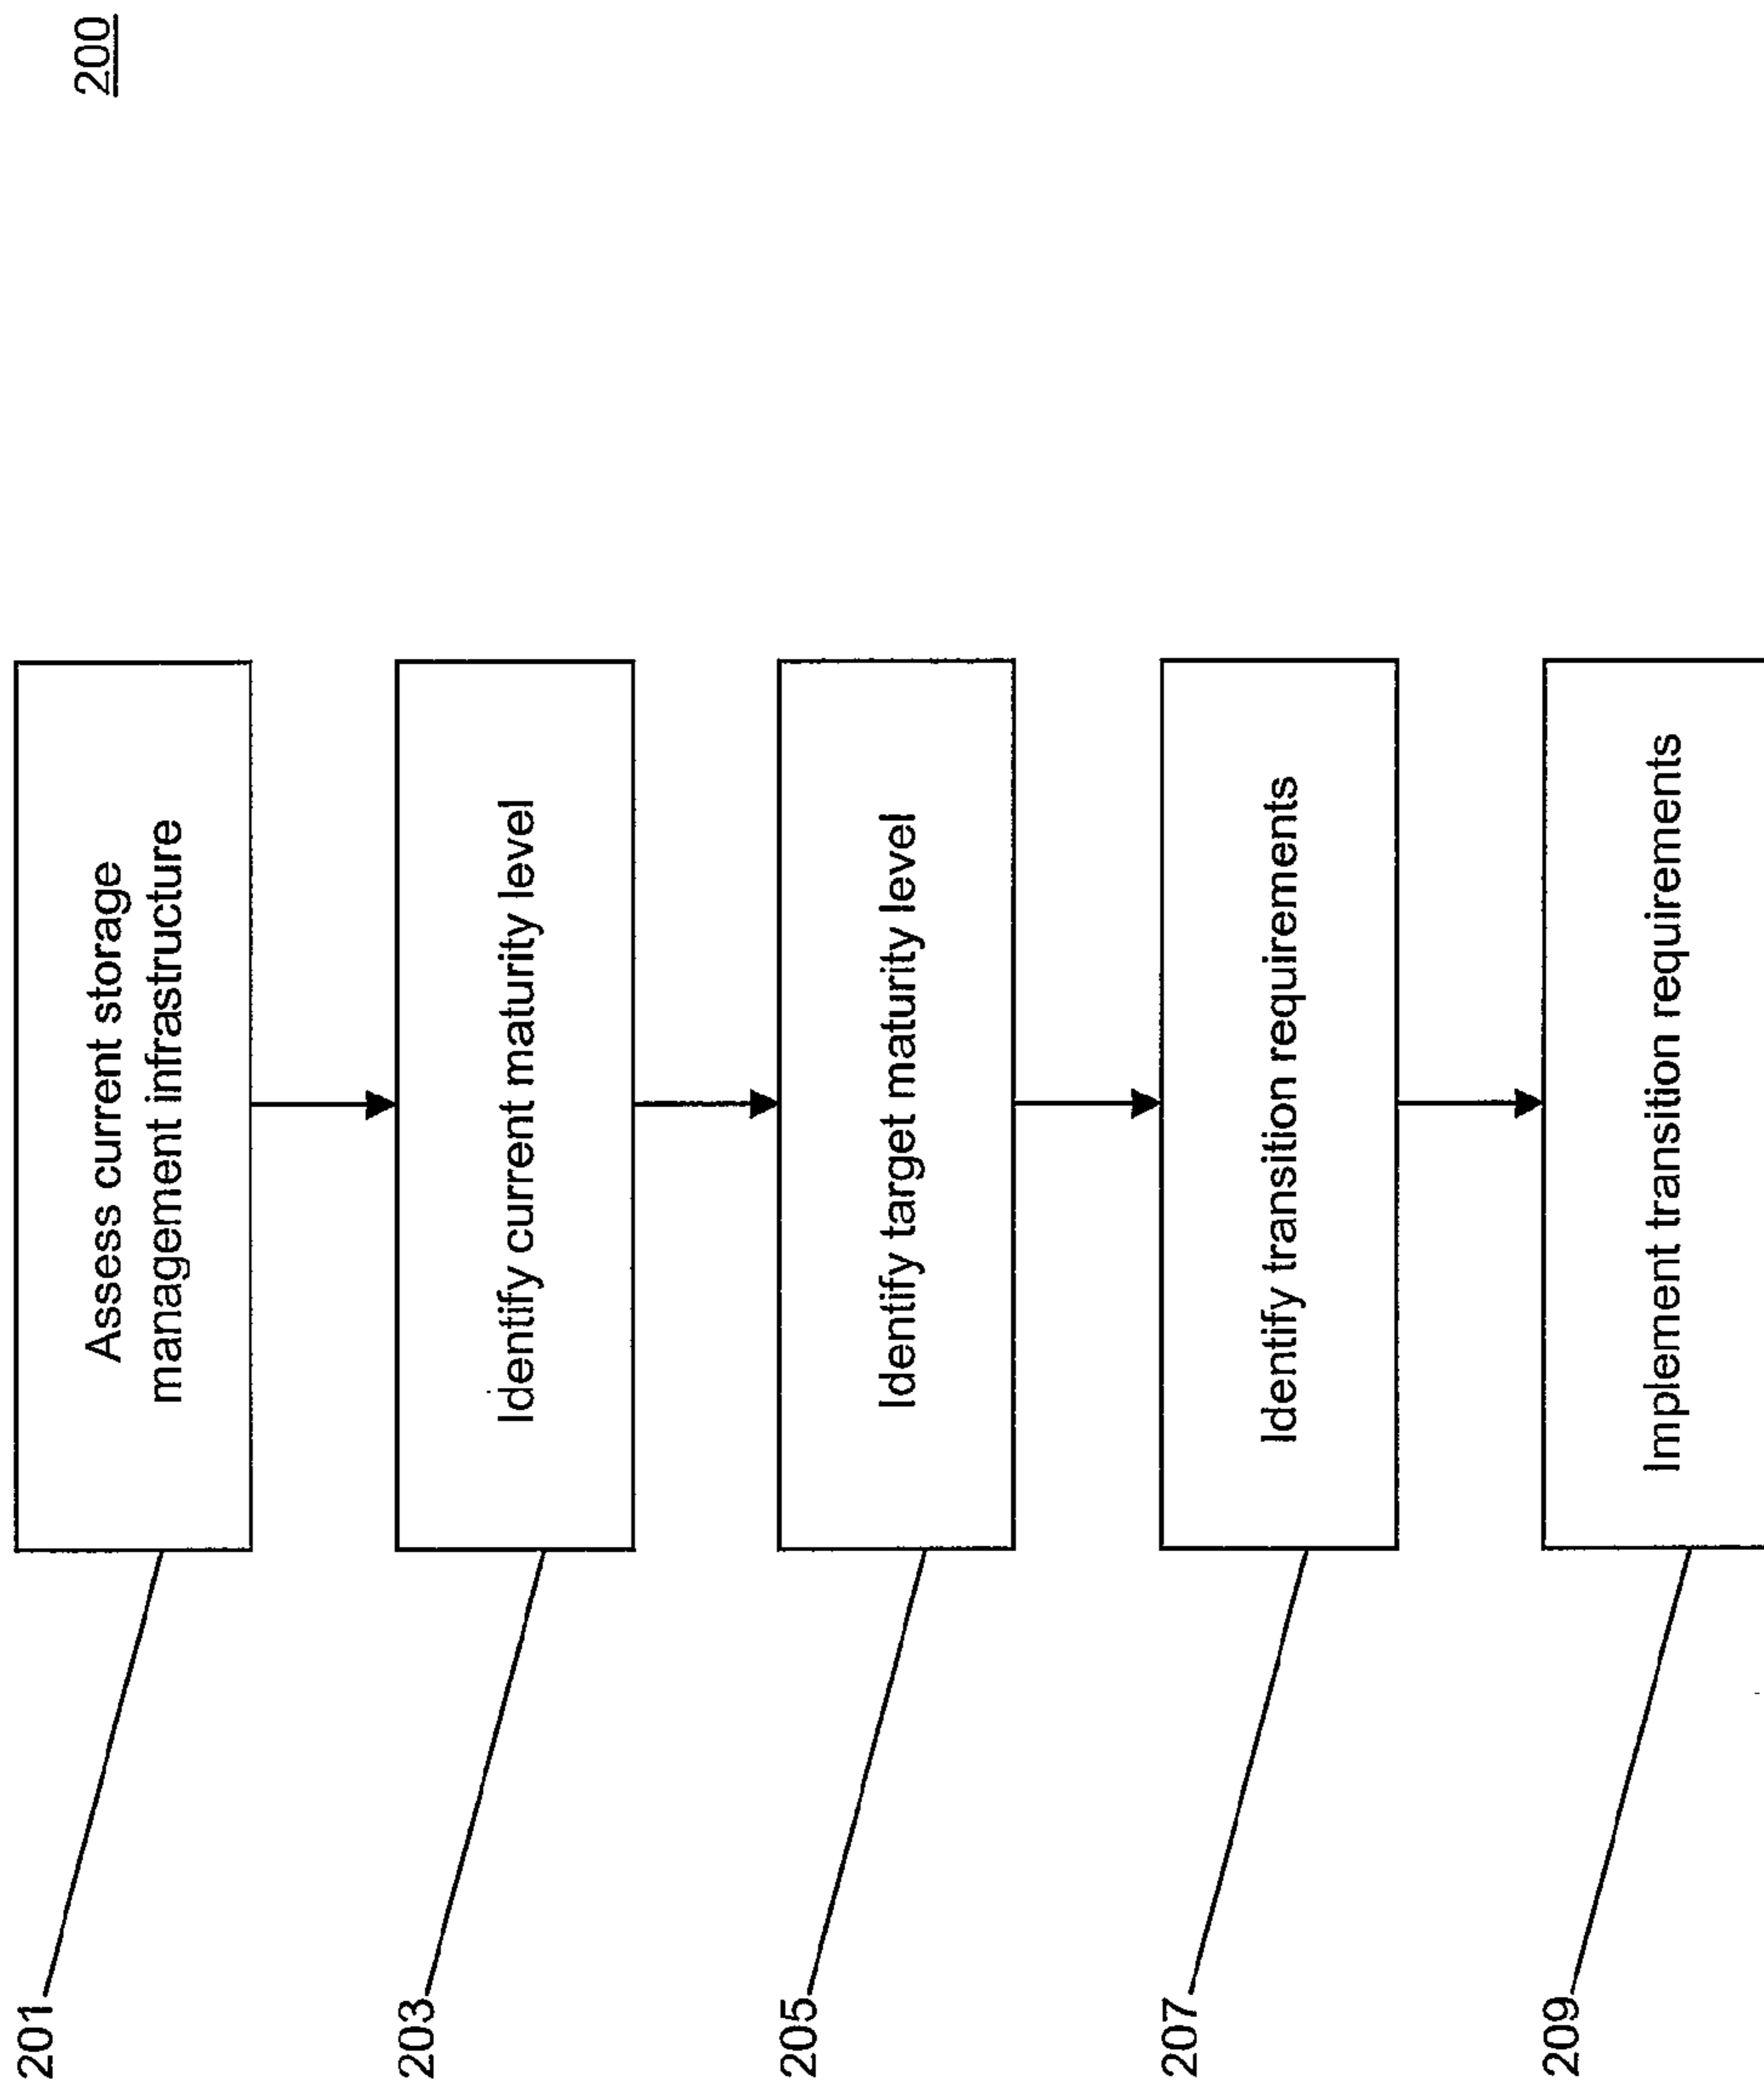 200
201
Assess current storage
management infrastructure
203
Identify current maturity level
205
Identify target maturity level
207
Identify transition requirements
209
Implement transition requirements